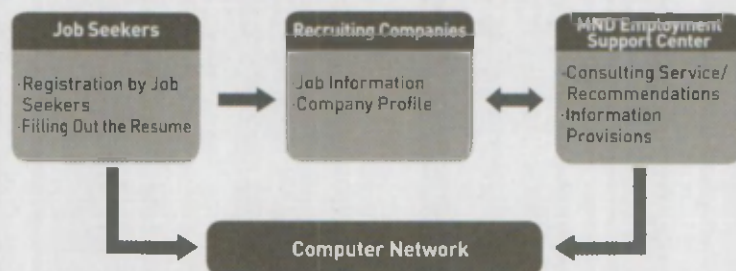 Job Seekers
·Registration by Job
Seekers
·Filling Out the Resume
Recruiting Companies
·Job Information
·Company Profile
MND Employment
Support Center
·Consulting Service/
Recommendations
·Information
Provisions
Computer Network